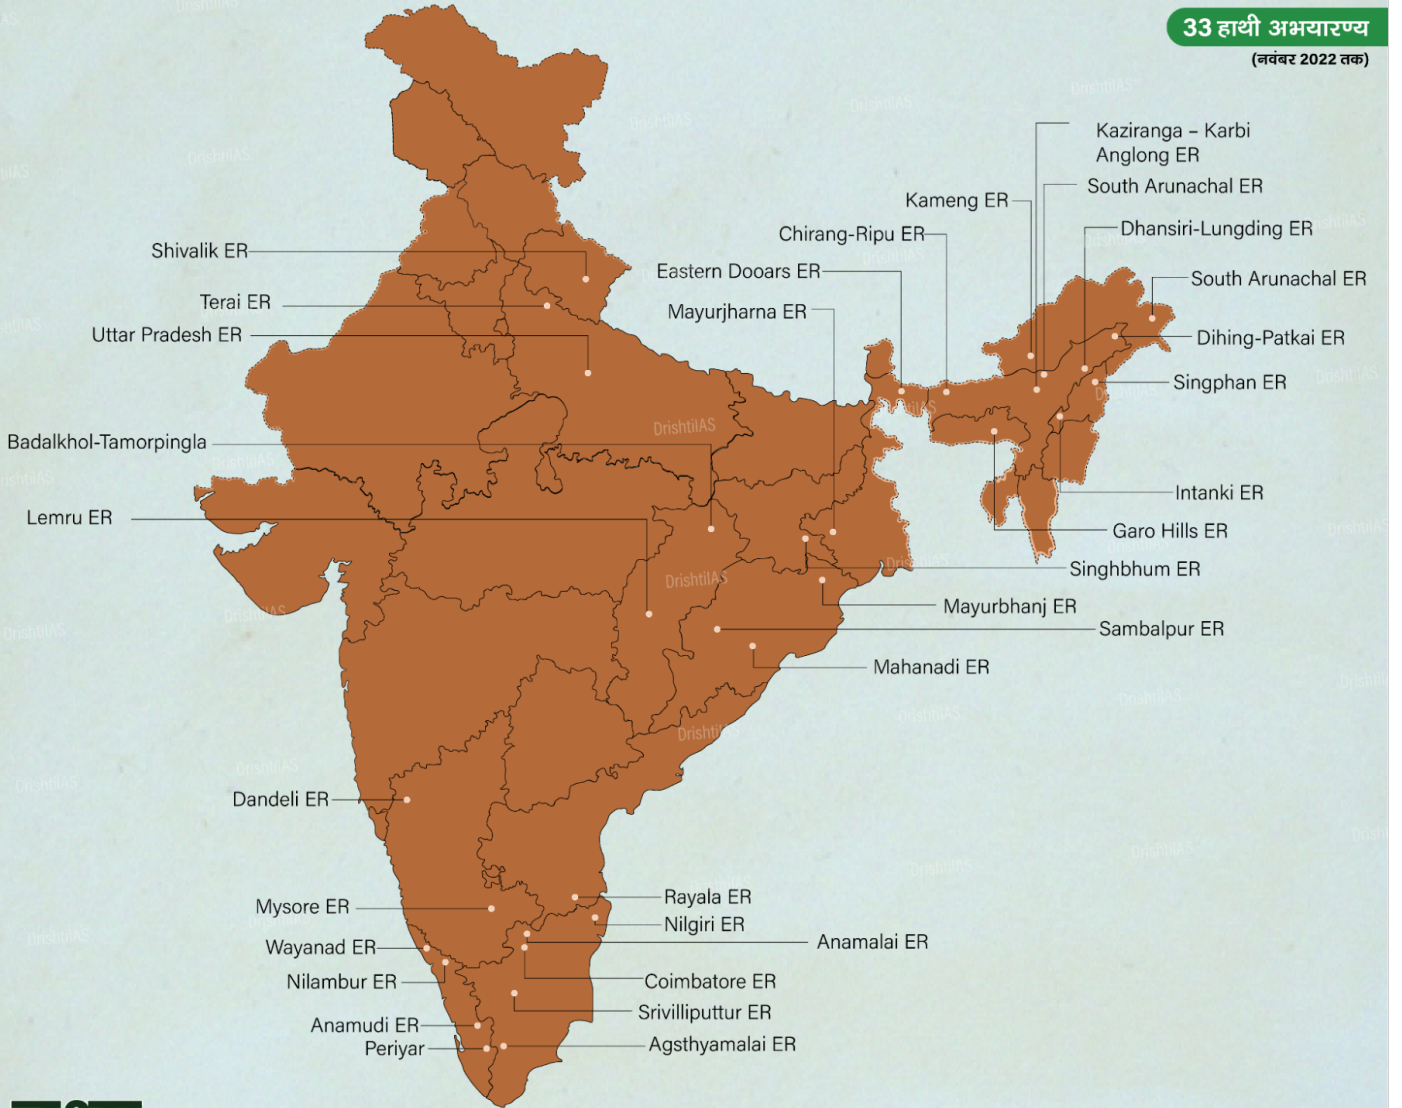 33 हाथी अभयारण्य
(नवंबर 2022 तक)
Kaziranga – Karbi
Anglong ER
South Arunachal ER
Kameng ER
Dhansiri-Lungding ER
Chirang-Ripu ER
Shivalik ER
Eastern Dooars ER
South Arunachal ER
Terai ER
Mayurjharna ER
Uttar Pradesh ER
Dihing-Patkai ER
Singphan ER
Badalkhol-Tamorpingla
Intanki ER
Lemru ER
Garo Hills ER
Singhbhum ER
Mayurbhanj ER
Sambalpur ER
Mahanadi ER
Dandeli ER
Rayala ER
Mysore ER
Nilgiri ER
Anamalai ER
Wayanad ER
Nilambur ER
Coimbatore ER
Srivilliputtur ER
Anamudi ER
Periyar
Agsthyamalai ER
DrishtiIAS